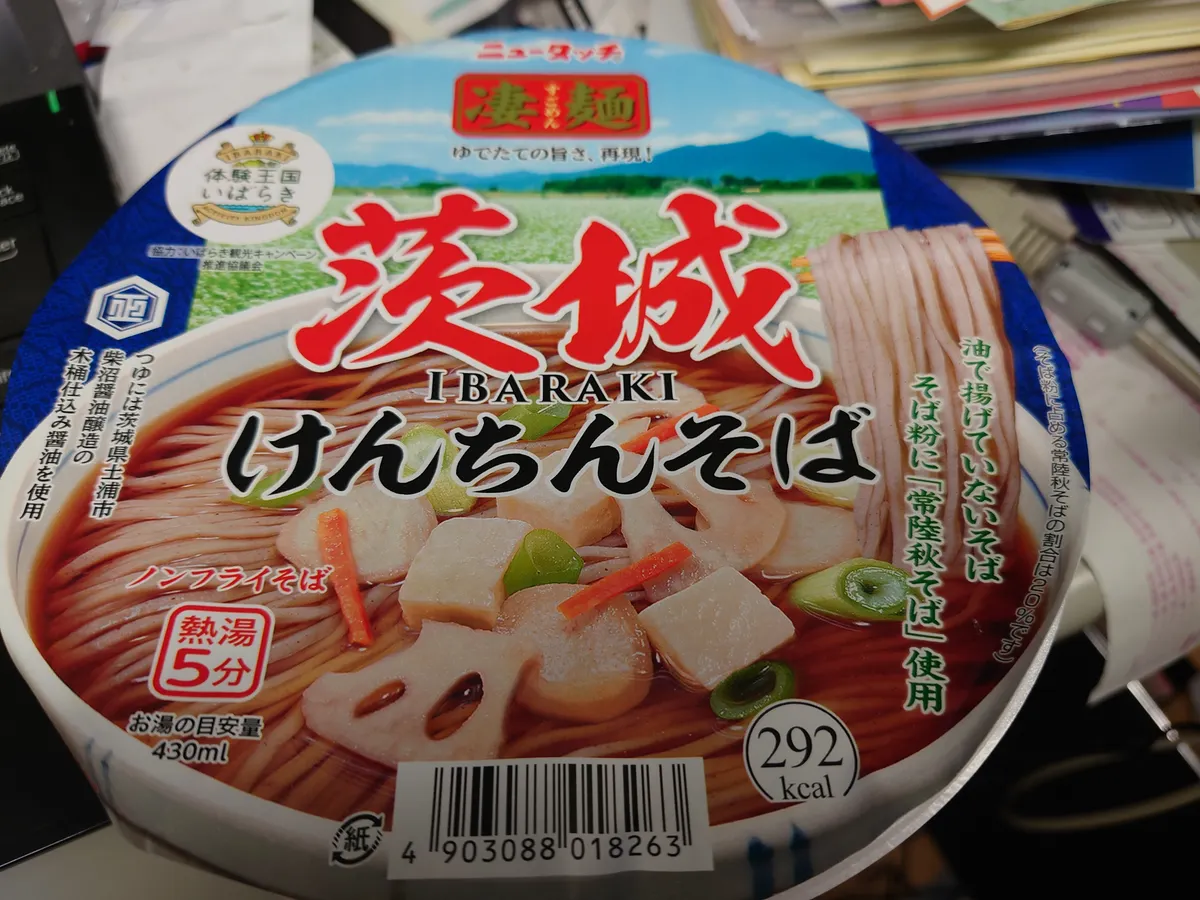 ニュータッチ
凄麺
すごめん
ゆでたての旨さ、再現!
IBARAKI
体験王国
いばらき
協力:いばらき観光キャンペーン
推進協議会
茨城
IBARAKI
けんちんそば
つゆには茨城県土浦市
柴沼醤油醸造の
木桶仕込み醤油を使用
油で揚げていないそば
そば粉に「常陸秋そば」使用
(そば粉に占める常陸秋そばの割合は20%です)
ノンフライそば
熱湯
5分
お湯の目安量
430ml
292
kcal
紙
4 903088 018263